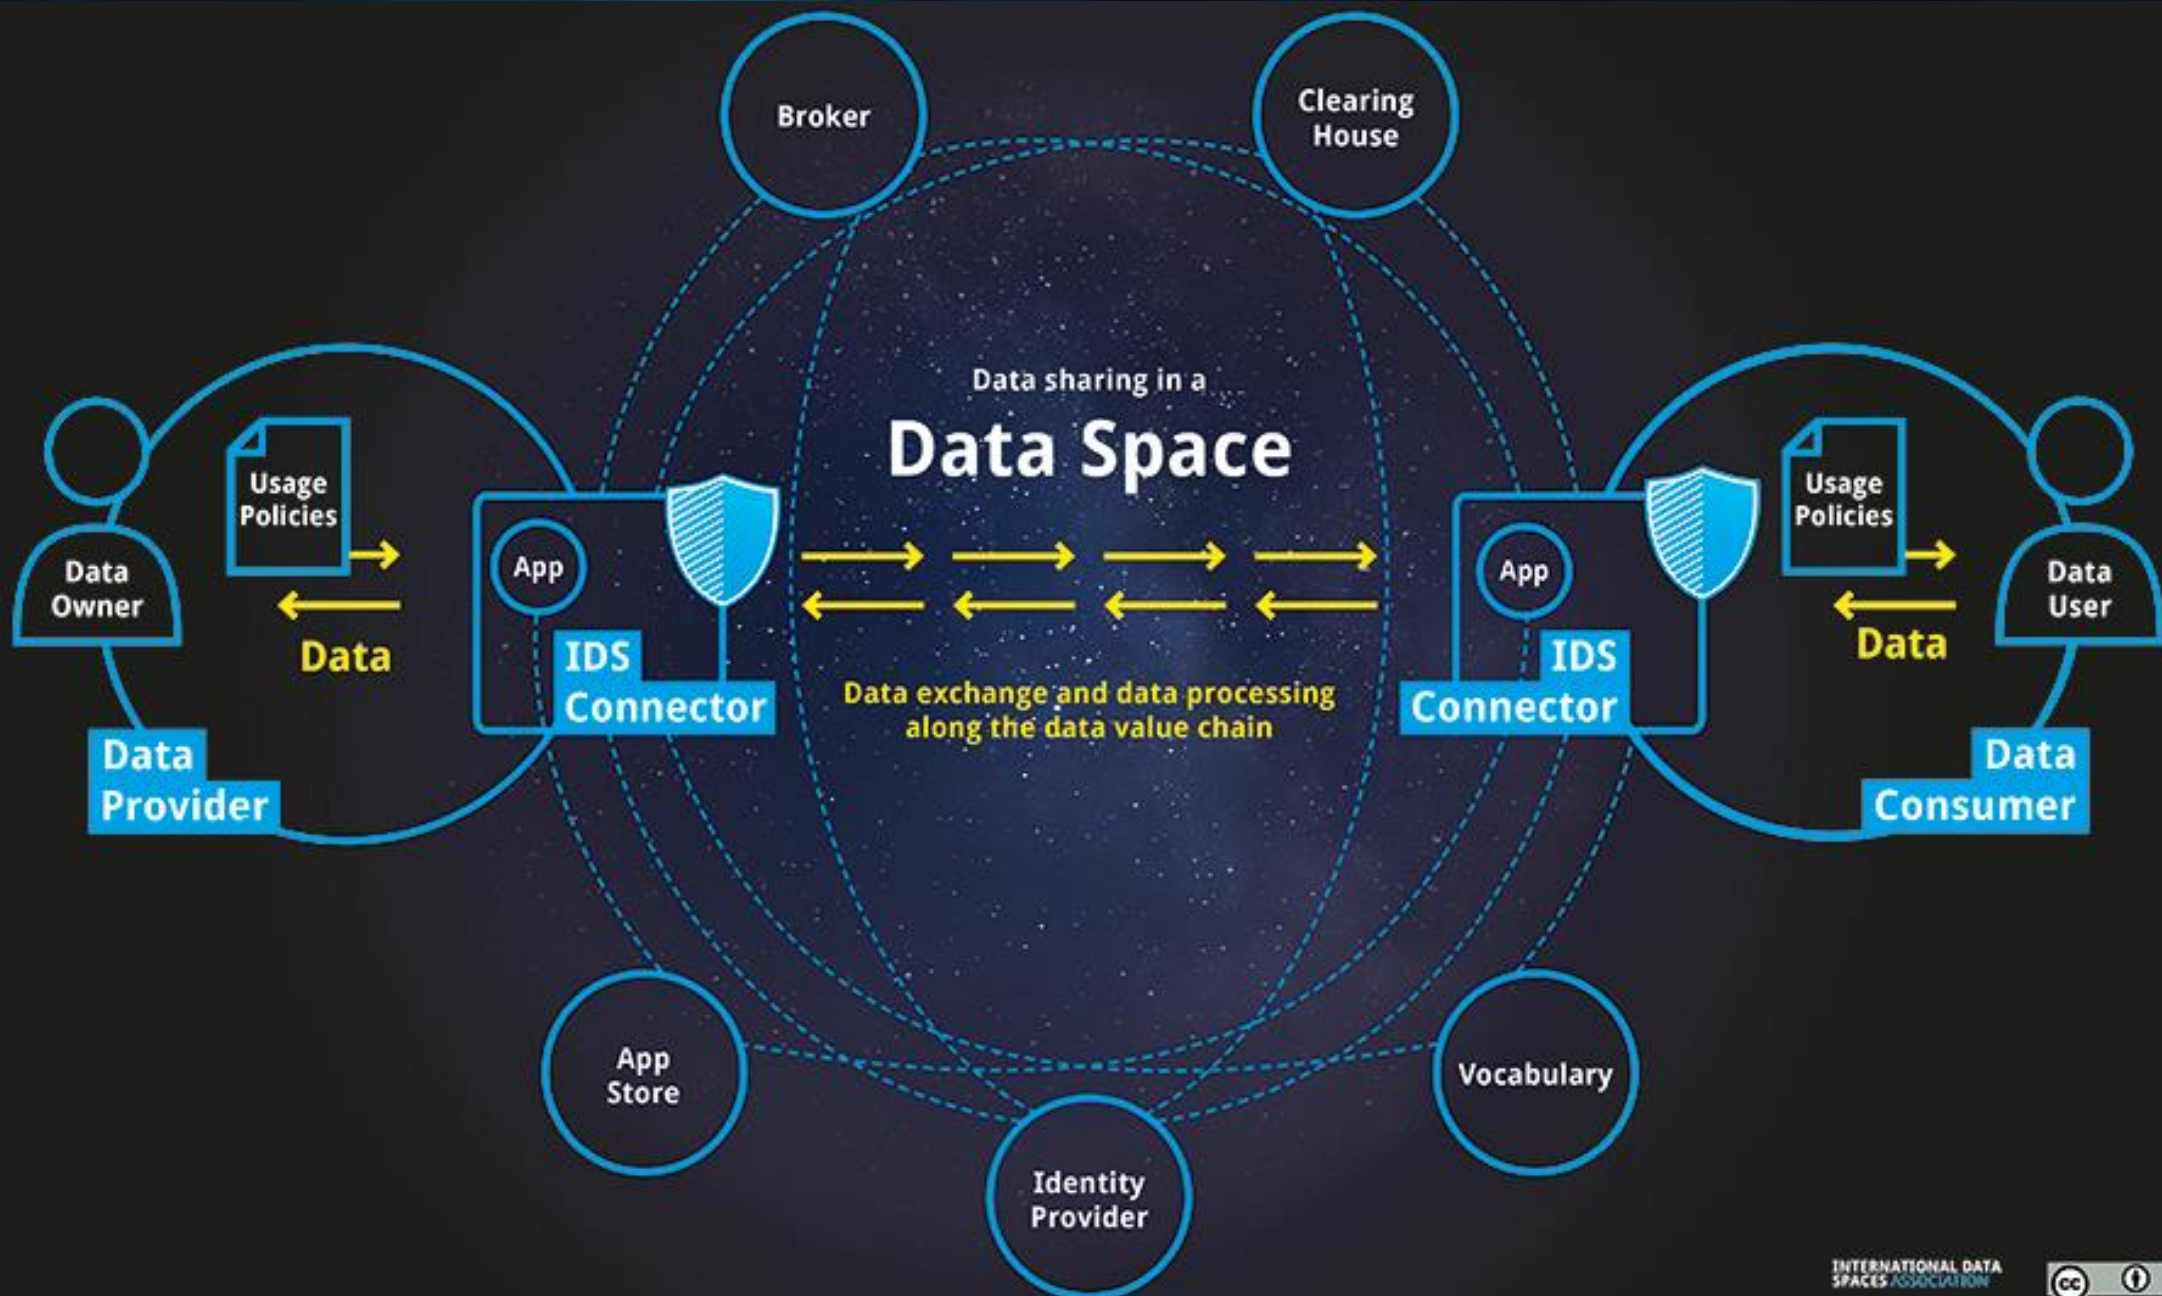 Broker
Clearing
House
Data sharing in a
Data Space
Usage
Policies
Data
Owner
Data
Data
Provider
App
IDS
Connector
Data exchange and data processing
along the data value chain
App
IDS
Connector
Usage
Policies
Data
User
Data
Data
Consumer
App
Store
Vocabulary
Identity
Provider
INTERNATIONAL DATA
SPACES ASSOCIATION
cc